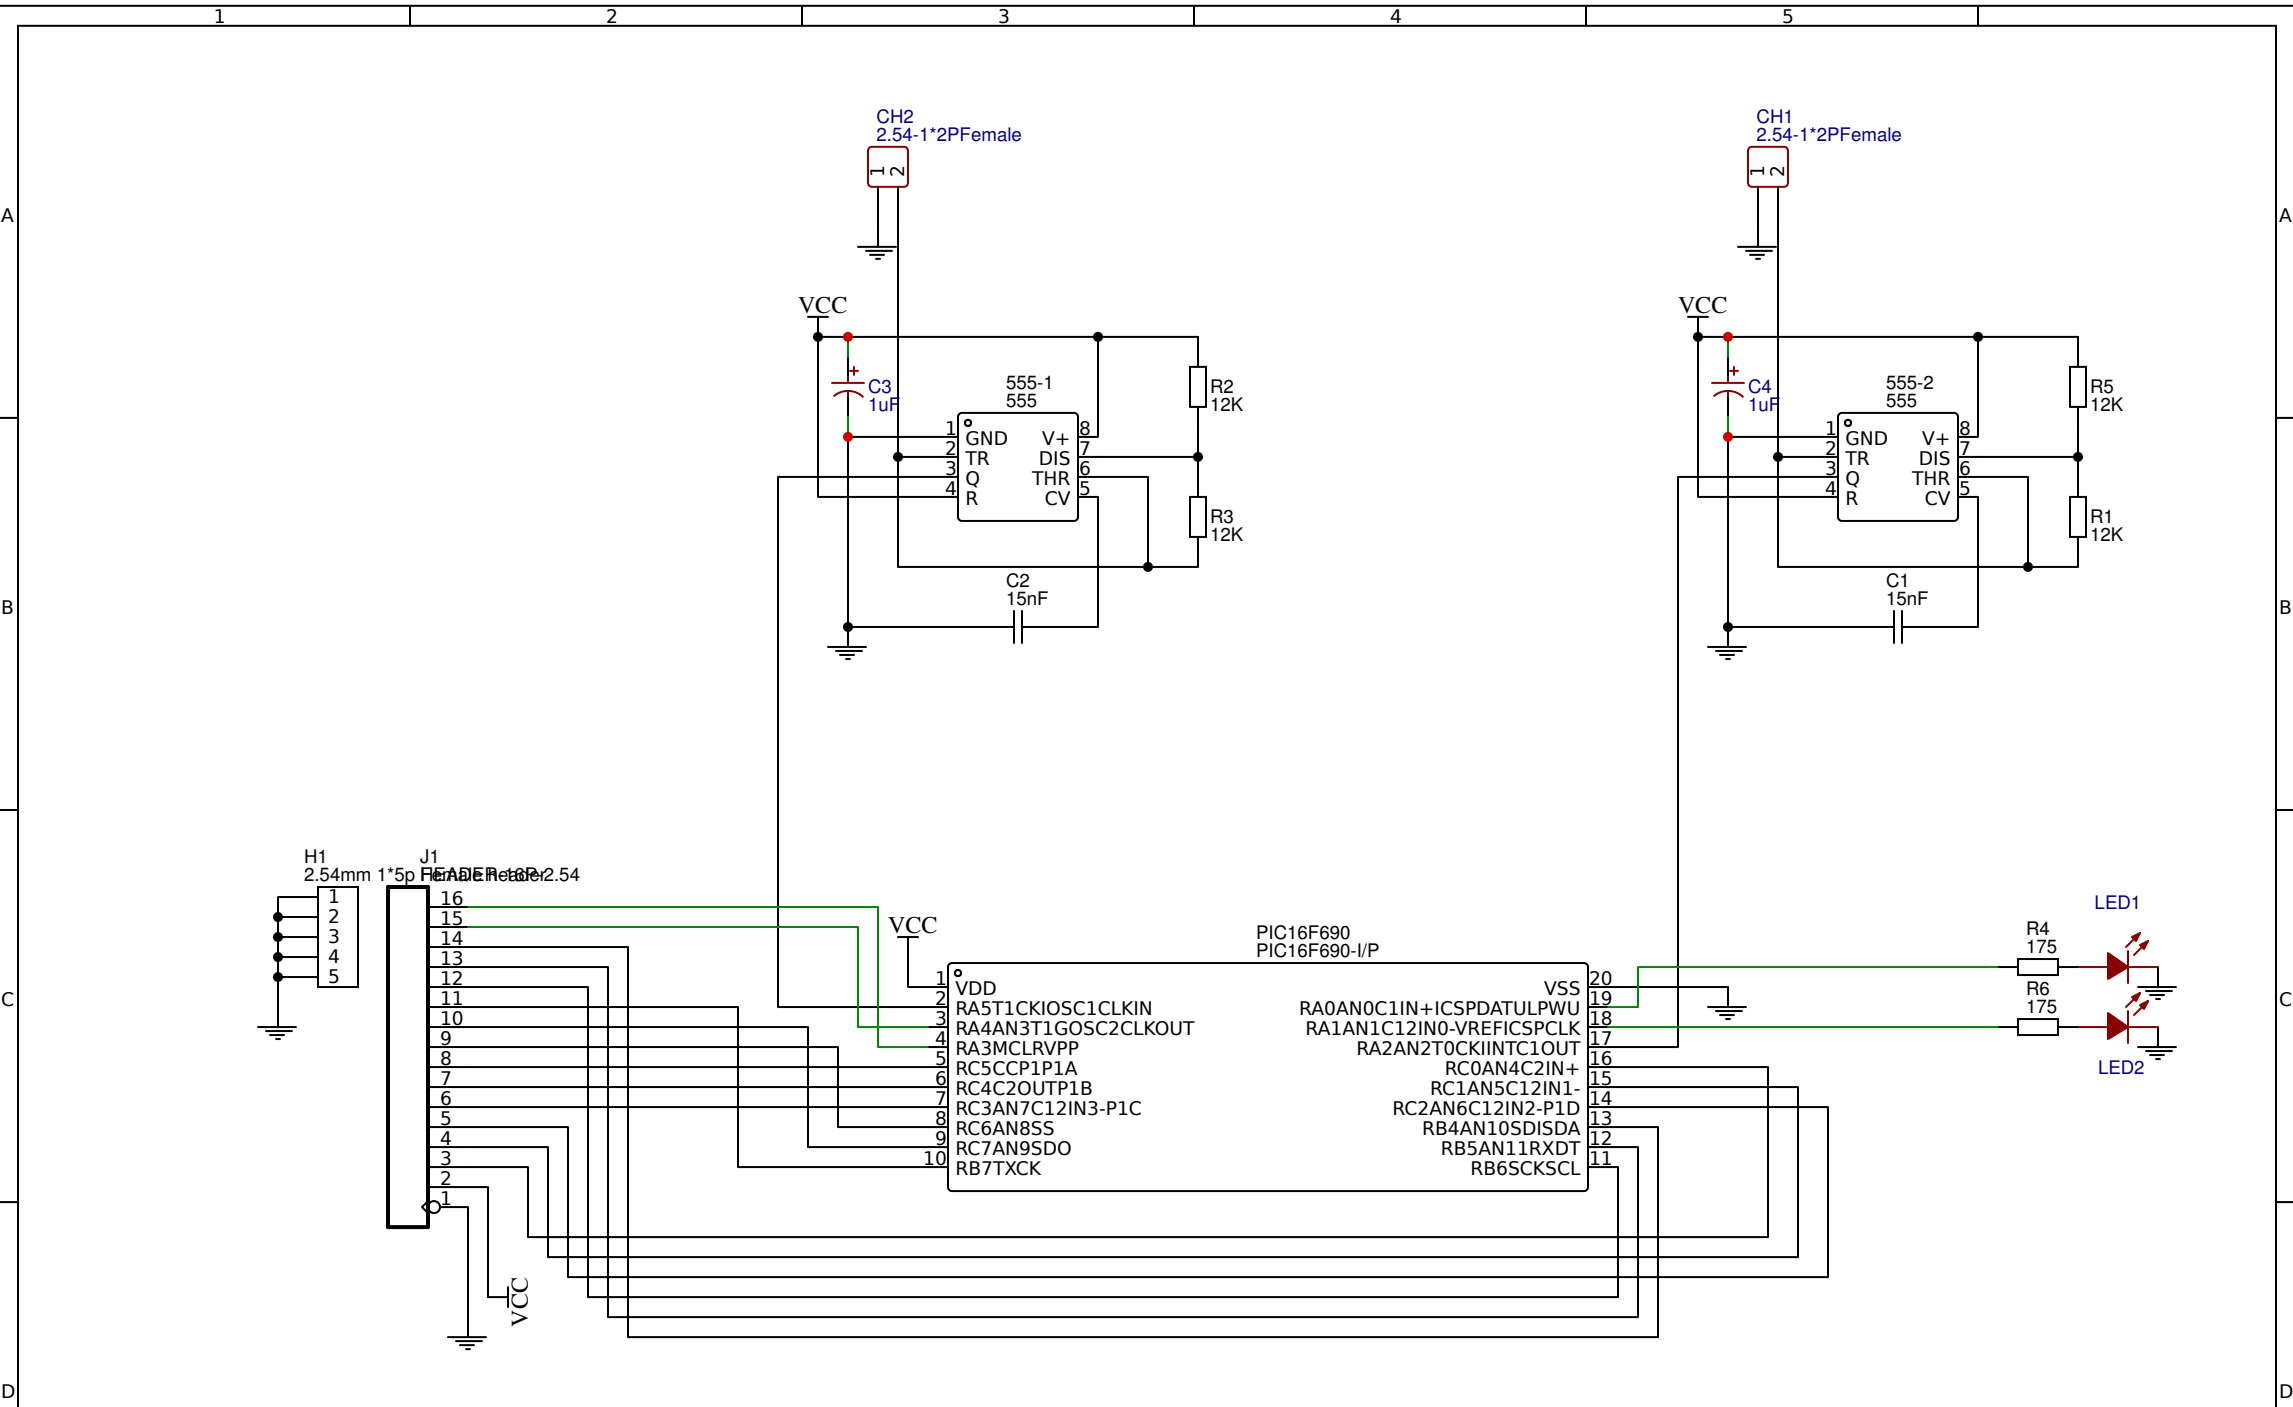 1 2 3 4 5
A A
B B
C C
D D
CH2
2.54-1*2PFemale
1 2
CH1
2.54-1*2PFemale
1 2
VCC
C3
1uF
+
555-1
555
1 GND V+ 8
2 TR DIS 7
3 Q THR 6
4 R CV 5
R2
12K
R3
12K
C2
15nF
VCC
C4
1uF
+
555-2
555
1 GND V+ 8
2 TR DIS 7
3 Q THR 6
4 R CV 5
R5
12K
R1
12K
C1
15nF
H1
2.54mm 1*5p Female header
1
2
3
4
5
J1
HEADER-16P-2.54
16
15
14
13
12
11
10
9
8
7
6
5
4
3
2
1
VCC
VCC
PIC16F690
PIC16F690-I/P
1 VDD VSS 20
2 RA5T1CKIOSC1CLKIN RA0AN0C1IN+ICSPDATULPWU 19
3 RA4AN3T1GOSC2CLKOUT RA1AN1C12IN0-VREFICSPCLK 18
4 RA3MCLRVPP RA2AN2T0CKIINTC1OUT 17
5 RC5CCP1P1A RC0AN4C2IN+ 16
6 RC4C2OUTP1B RC1AN5C12IN1- 15
7 RC3AN7C12IN3-P1C RC2AN6C12IN2-P1D 14
8 RC6AN8SS RB4AN10SDISDA 13
9 RC7AN9SDO RB5AN11RXDT 12
10 RB7TXCK RB6SCKSCL 11
R4
175
LED1
R6
175
LED2